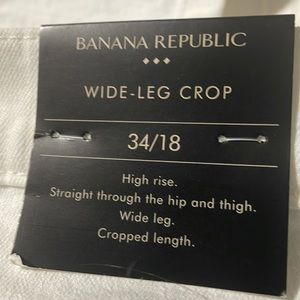 BANANA REPUBLIC
WIDE-LEG CROP
34/18
High rise.
Straight through the hip and thigh.
Wide leg.
Cropped length.